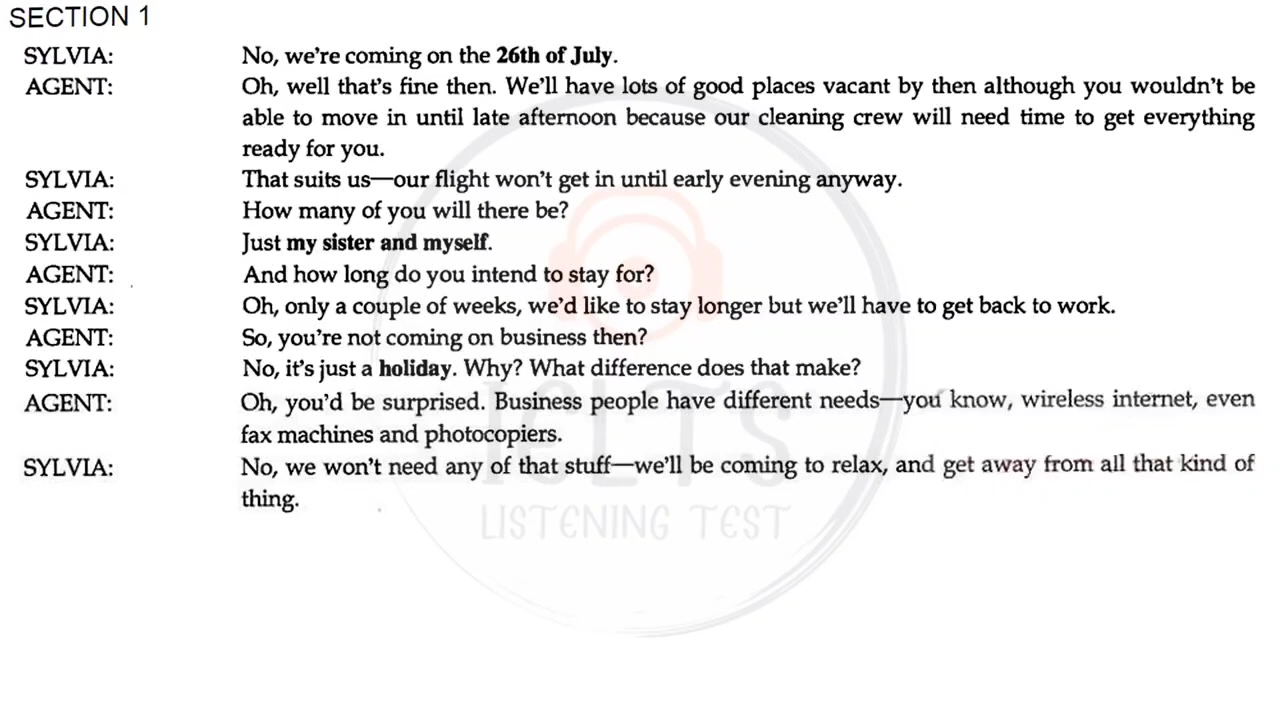 SECTION 1
SYLVIA: No, we're coming on the 26th of July.
AGENT: Oh, well that's fine then. We'll have lots of good places vacant by then although you wouldn't be
able to move in until late afternoon because our cleaning crew will need time to get everything
ready for you.
SYLVIA: That suits us—our flight won't get in until early evening anyway.
AGENT: How many of you will there be?
SYLVIA: Just my sister and myself.
AGENT: And how long do you intend to stay for?
SYLVIA: Oh, only a couple of weeks, we'd like to stay longer but we'll have to get back to work.
AGENT: So, you're not coming on business then?
SYLVIA: No, it's just a holiday. Why? What difference does that make?
AGENT: Oh, you'd be surprised. Business people have different needs—you know, wireless internet, even
fax machines and photocopiers.
SYLVIA: No, we won't need any of that stuff—we'll be coming to relax, and get away from all that kind of
thing.
IELTS
LISTENING TEST